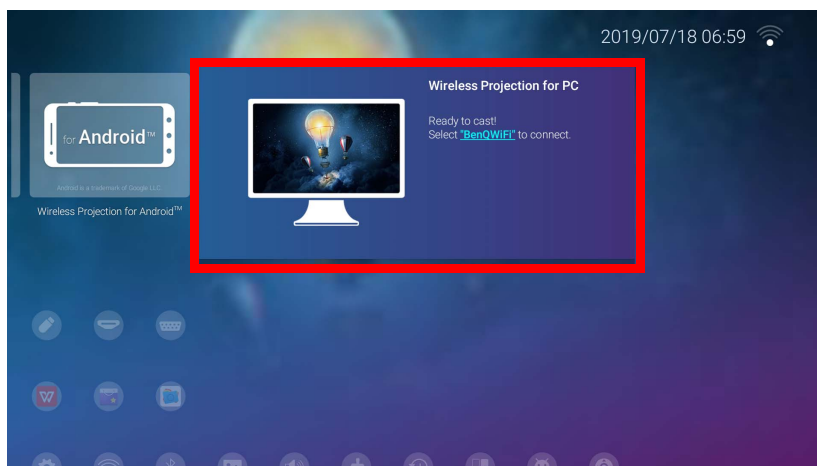 2019/07/18 06:59
Wireless Projection for PC
for Android™
Ready to cast!
Select "BenQWiFi" to connect.
Android is a trademark of Google LLC
Wireless Projection for Android™
W